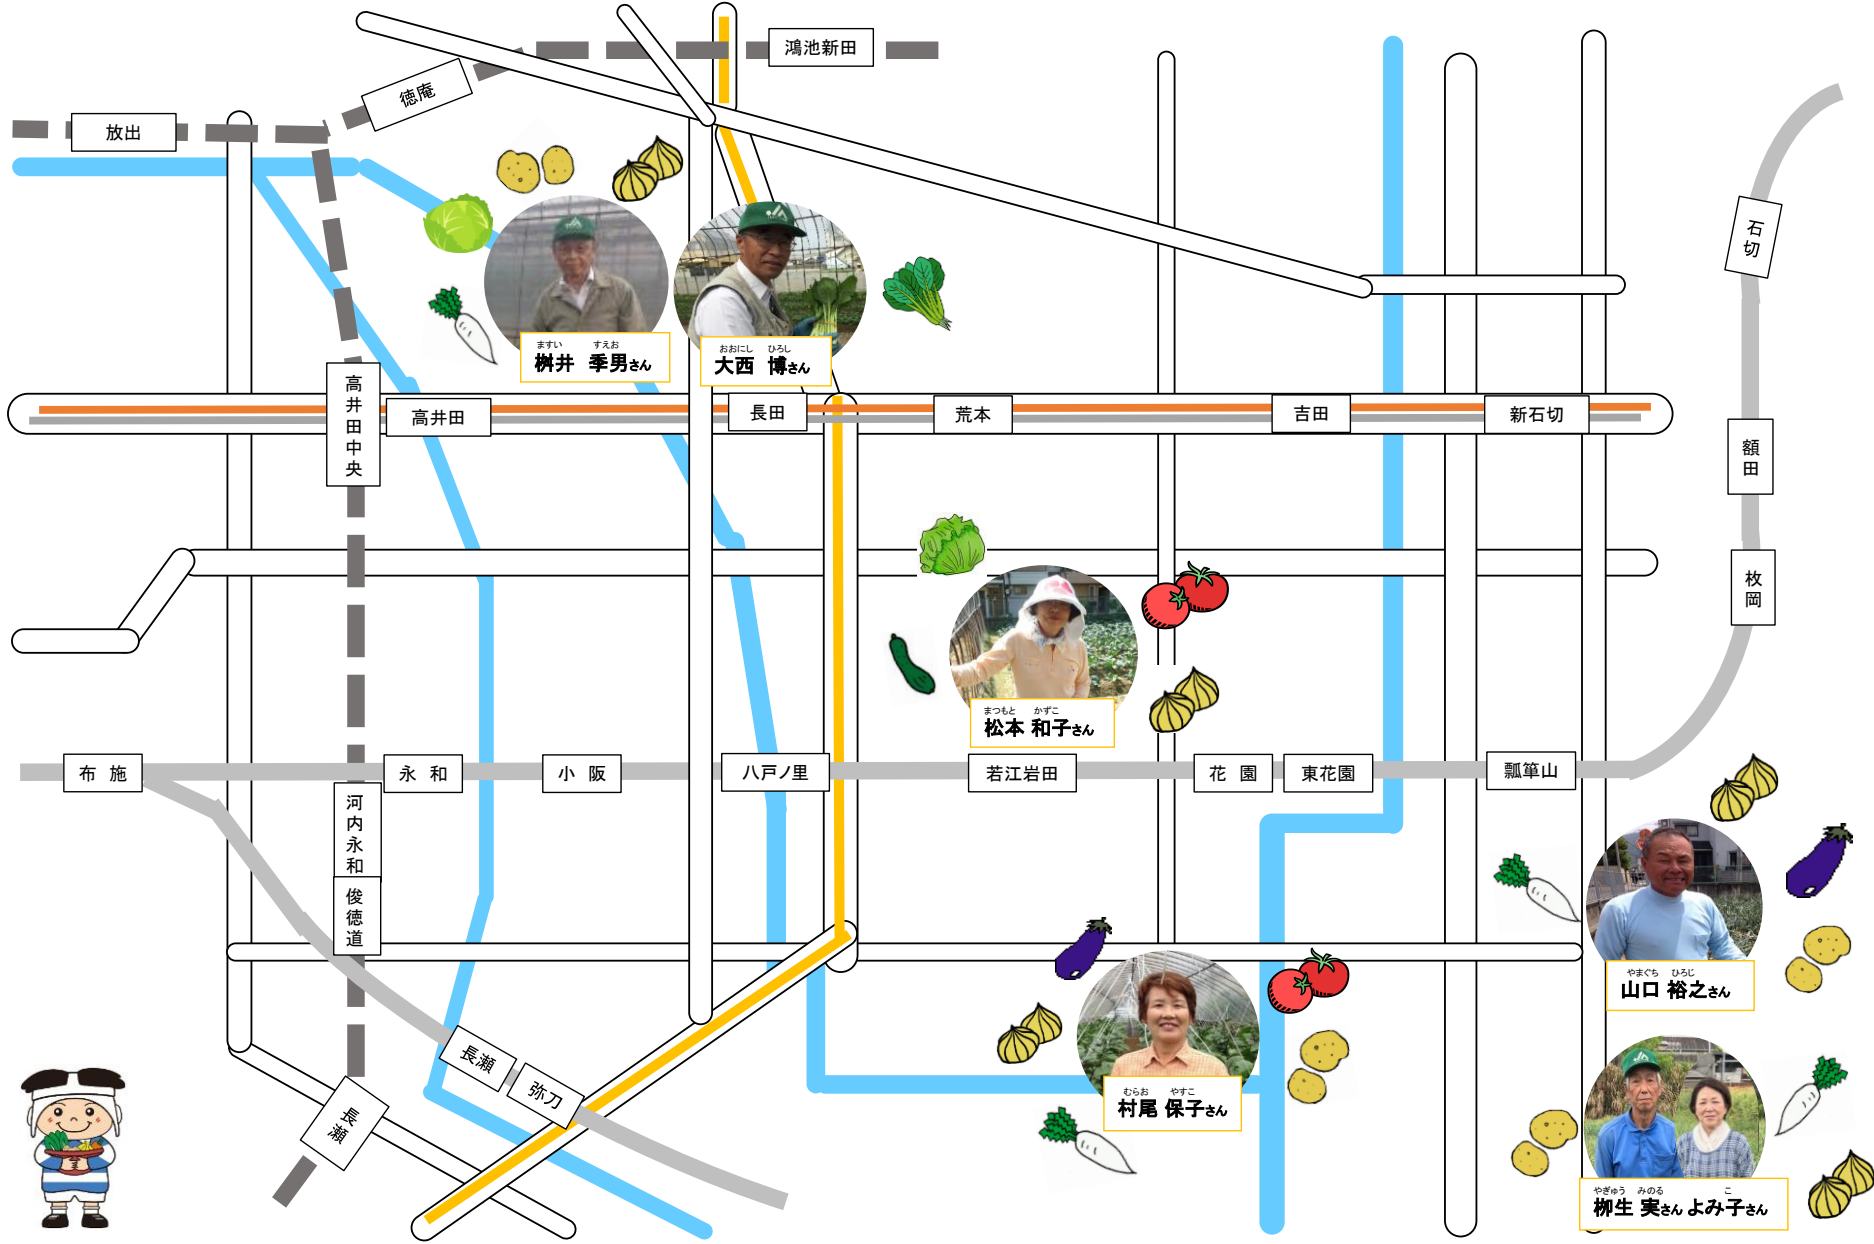 鴻池新田
徳庵
放出
石切
ますい すえお
桝井 季男さん
おおにし ひろし
大西 博さん
高井田中央
高井田
長田
荒本
吉田
新石切
額田
枚岡
まつもと かずこ
松本 和子さん
布施
永和
小阪
八戸ノ里
若江岩田
花園
東花園
瓢箪山
河内永和
俊徳道
やまぐち ひろじ
山口 裕之さん
長瀬
弥刀
長瀬
むらお やすこ
村尾 保子さん
やぎゅう みのる こ
柳生 実さん よみ子さん